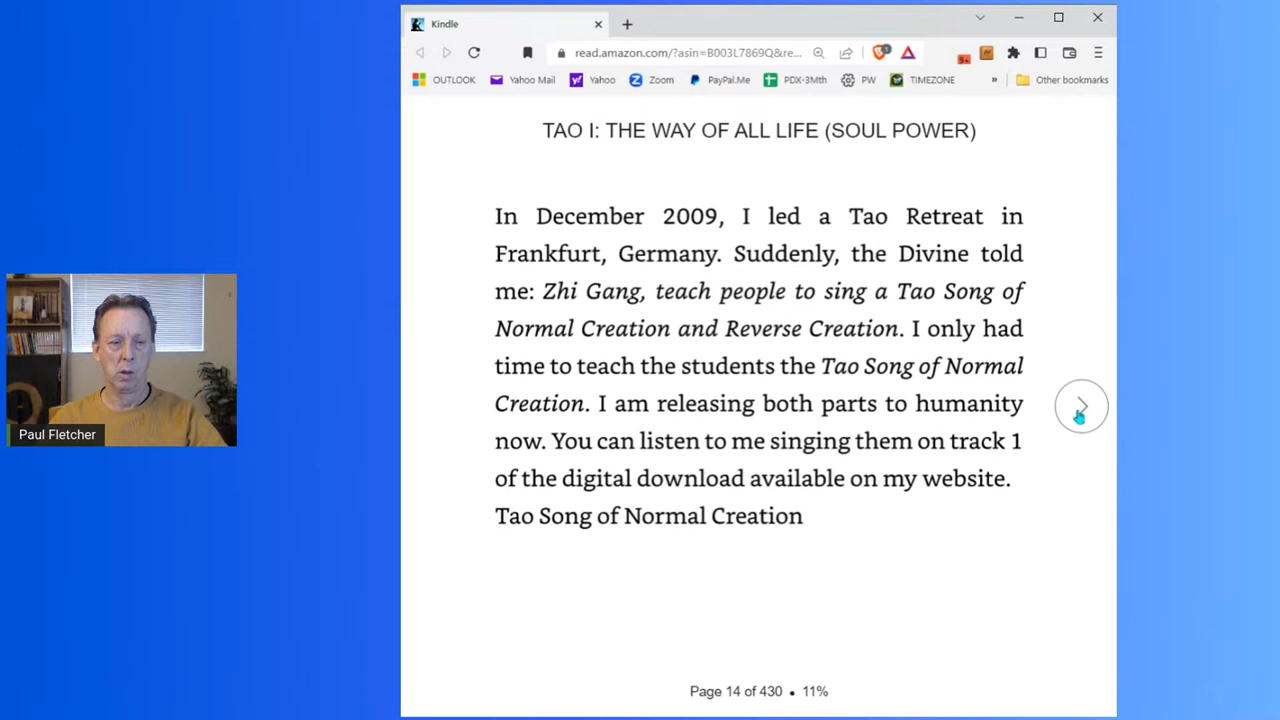 Kindle
read.amazon.com/?asin=B003L7869Q&re...
9+
OUTLOOK
Yahoo Mail
Yahoo
Zoom
PayPal.Me
PDX-3Mth
PW
TIMEZONE
»
Other bookmarks
TAO I: THE WAY OF ALL LIFE (SOUL POWER)
In December 2009, I led a Tao Retreat in
Frankfurt, Germany. Suddenly, the Divine told
me: Zhi Gang, teach people to sing a Tao Song of
Normal Creation and Reverse Creation. I only had
time to teach the students the Tao Song of Normal
Creation. I am releasing both parts to humanity
now. You can listen to me singing them on track 1
of the digital download available on my website.
Tao Song of Normal Creation
Paul Fletcher
Page 14 of 430 • 11%